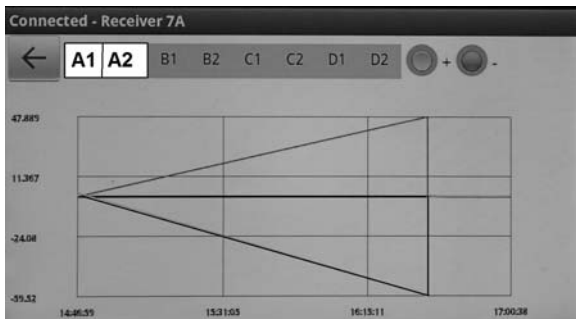 Connected - Receiver 7A
A1 A2 B1 B2 C1 C2 D1 D2 + -
47.889
11.367
-24.08
-59.52
14:46:59 15:31:05 16:15:11 17:00:38